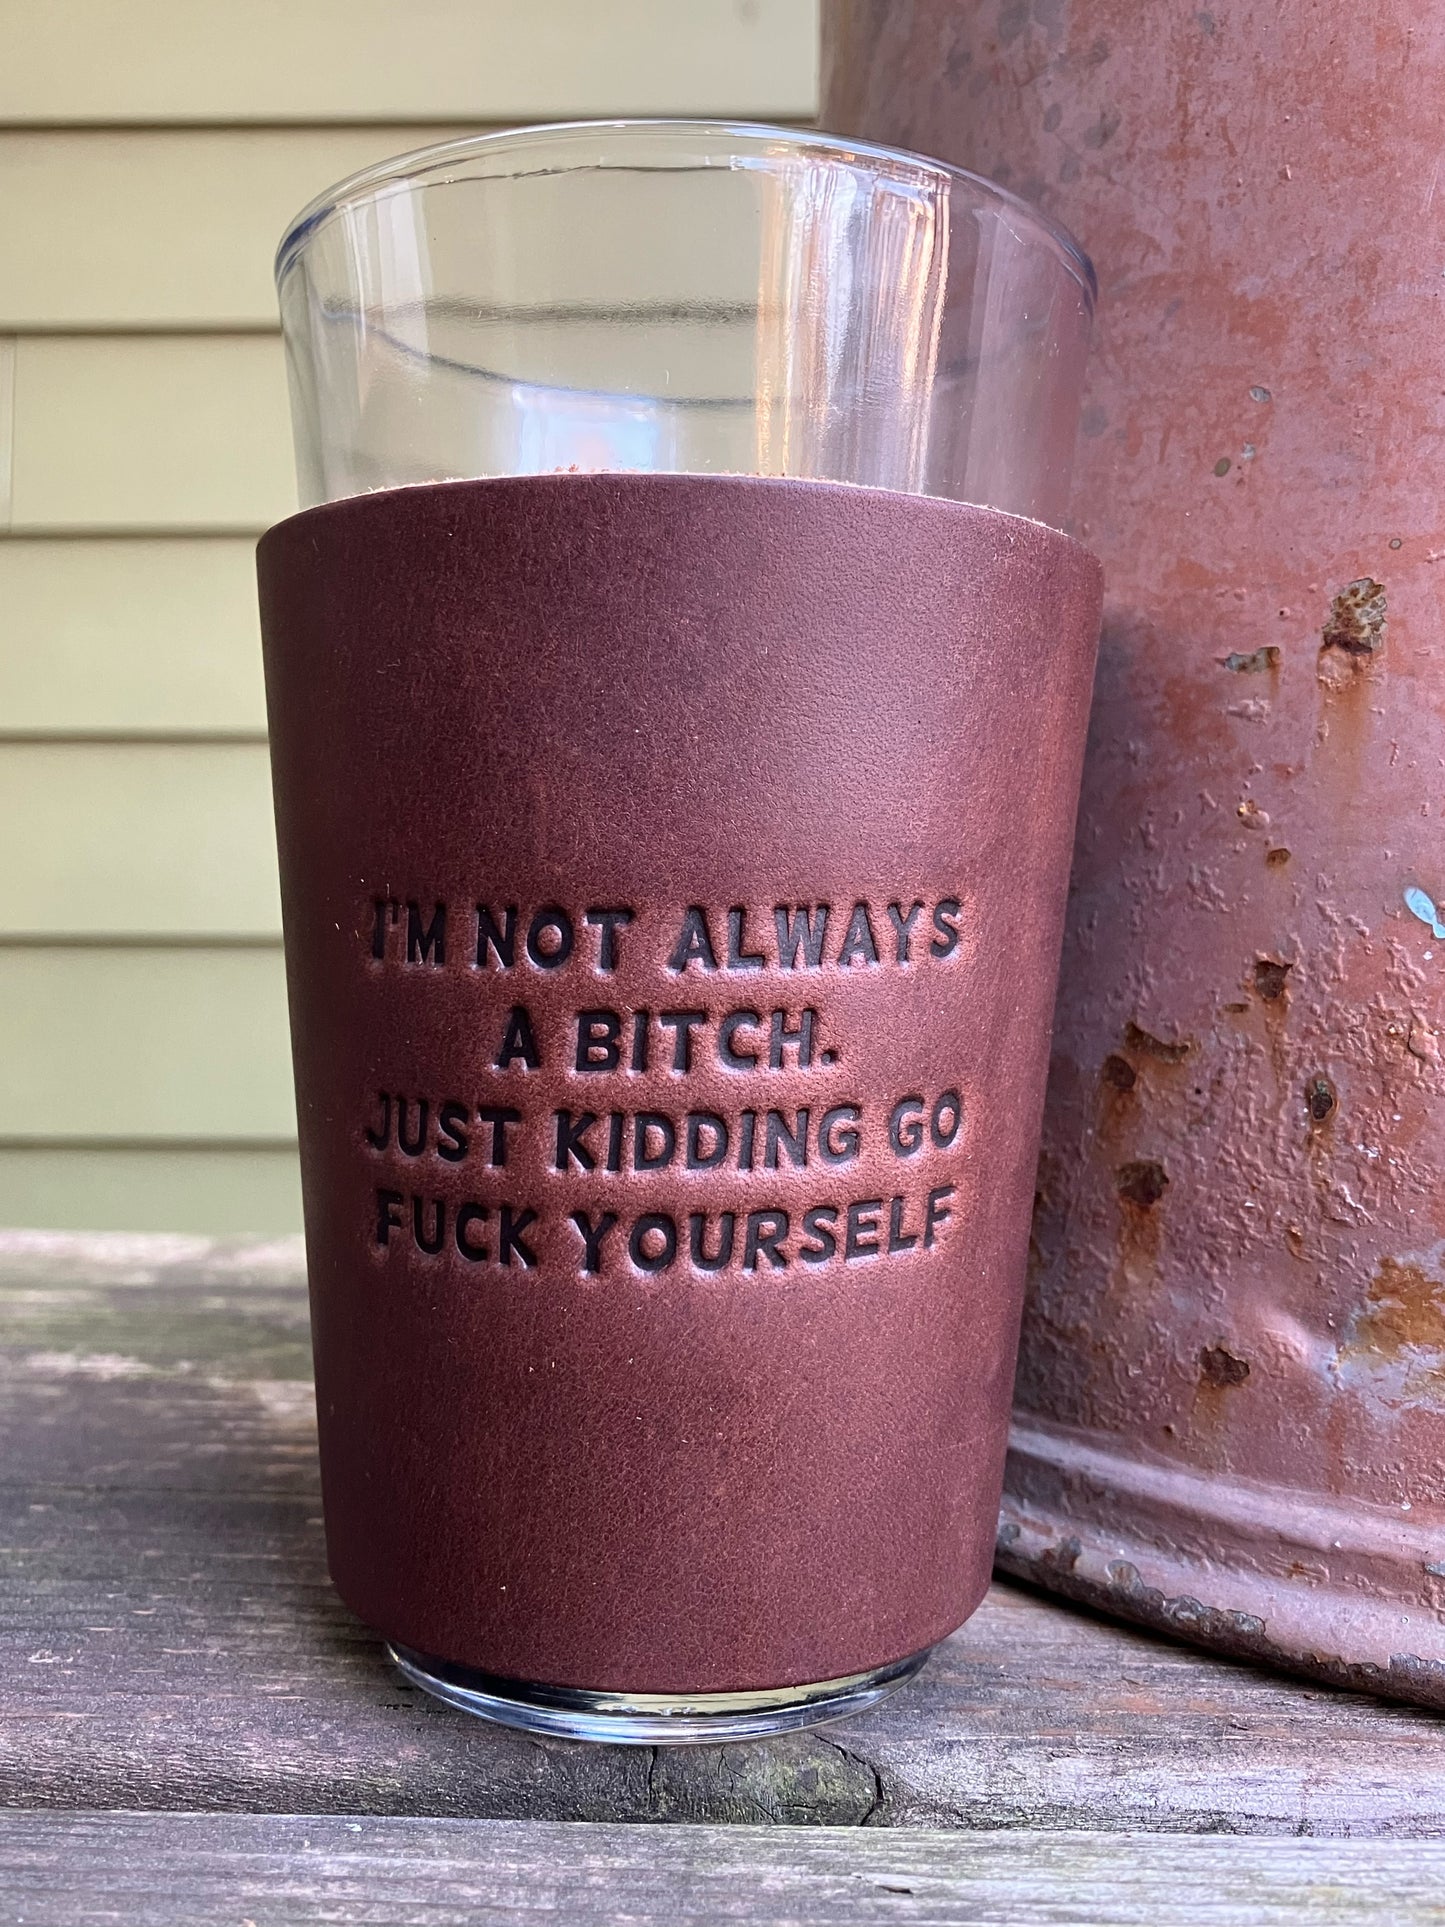 I'M NOT ALWAYS
A BITCH.
JUST KIDDING GO
FUCK YOURSELF